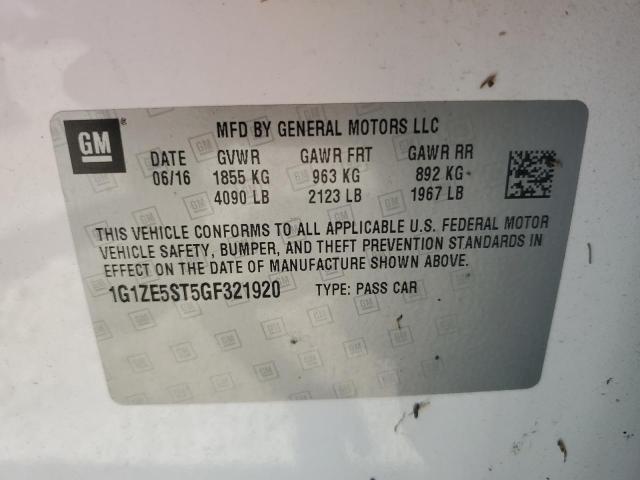 GM
MFD BY GENERAL MOTORS LLC
DATE GVWR GAWR FRT GAWR RR
06/16 1855 KG 963 KG 892 KG
4090 LB 2123 LB 1967 LB
THIS VEHICLE CONFORMS TO ALL APPLICABLE U.S. FEDERAL MOTOR
VEHICLE SAFETY, BUMPER, AND THEFT PREVENTION STANDARDS IN
EFFECT ON THE DATE OF MANUFACTURE SHOWN ABOVE.
1G1ZE5ST5GF321920 TYPE: PASS CAR